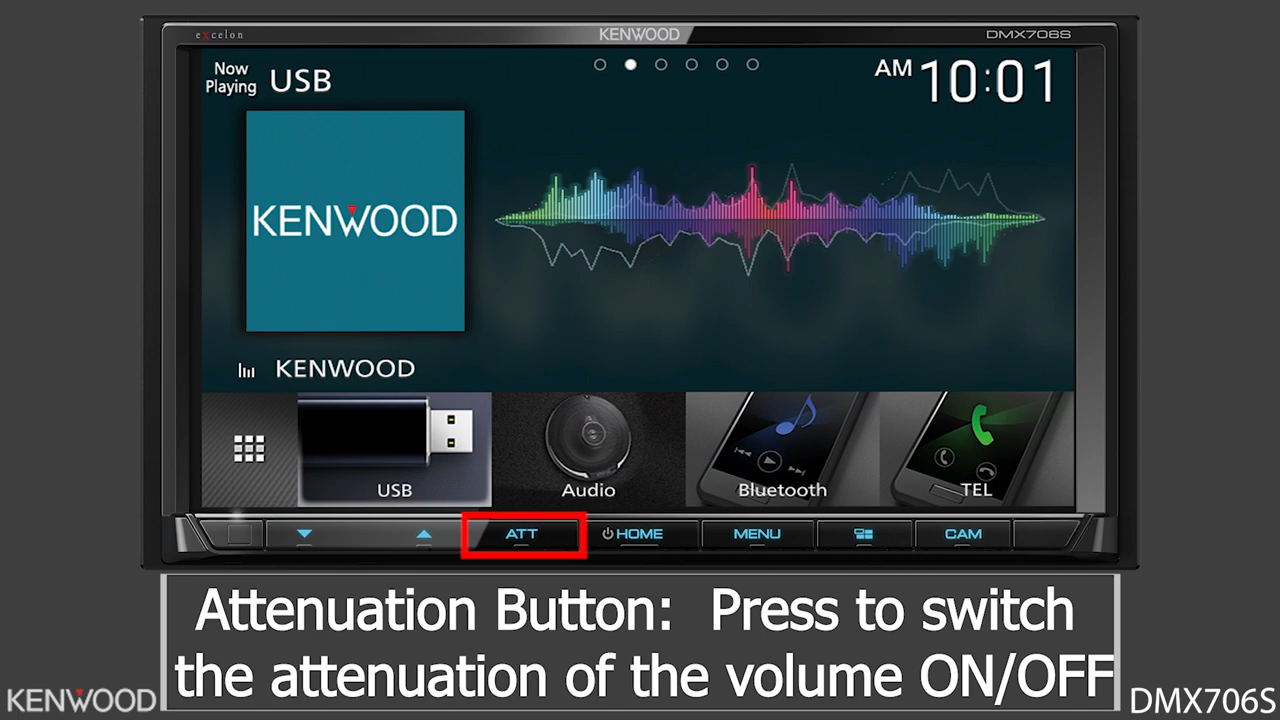 excelon
KENWOOD
DMX706S
Now
Playing
USB
AM 10:01
KENWOOD
KENWOOD
USB
Audio
Bluetooth
TEL
ATT
HOME
MENU
CAM
Attenuation Button:  Press to switch
the attenuation of the volume ON/OFF
KENWOOD
DMX706S